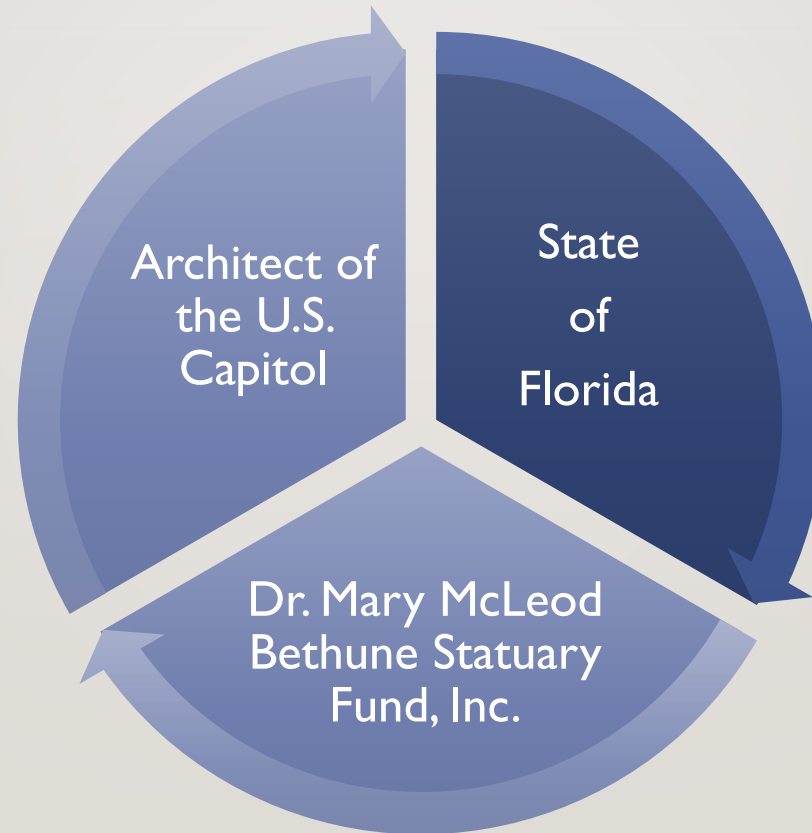 Architect of
the U.S.
Capitol
State
of
Florida
Dr. Mary McLeod
Bethune Statuary
Fund, Inc.